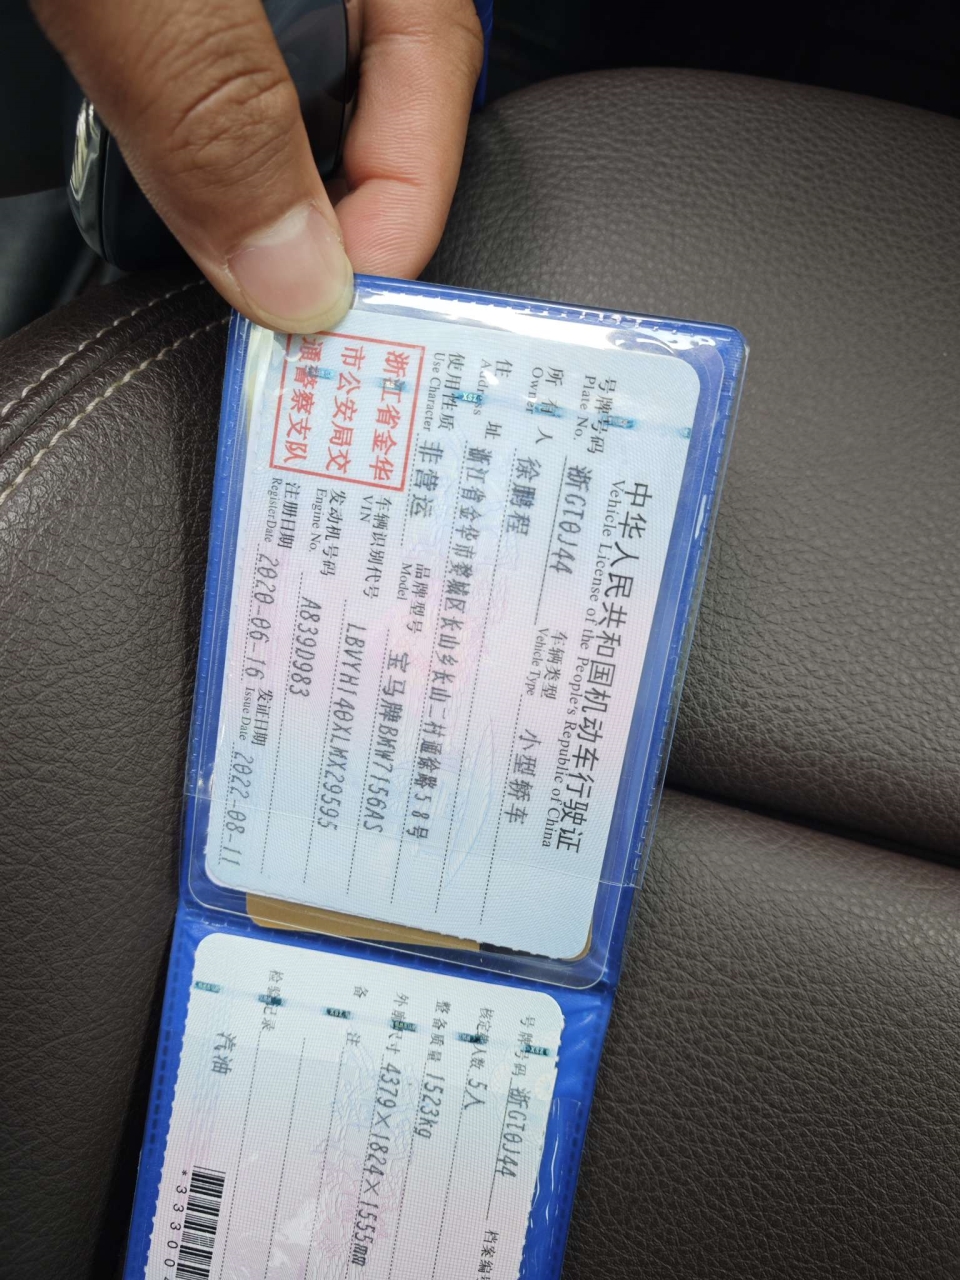 中华人民共和国机动车行驶证
Vehicle License of the People's Republic of China
号牌号码 浙GT0J44 车辆类型 小型轿车
Plate No. Vehicle Type
所有人 徐鹏程
Owner
住址 浙江省金华市婺城区长山乡长山二村通徐路58号
Address
使用性质 非营运 品牌型号 宝马牌BMW7156AS
Use Character Model
浙江省金华
市公安局交
通警察支队
车辆识别代号 LBVYH140XLMX29595
VIN
发动机号码 A839D983
Engine No.
注册日期 2020-06-16 发证日期 2022-08-11
Register Date Issue Date
号牌号码 浙GT0J44 档案编号
核定载人数 5人
整备质量 1523kg
外廓尺寸 4379×1824×1555mm
备注
检验记录
汽油
*33300